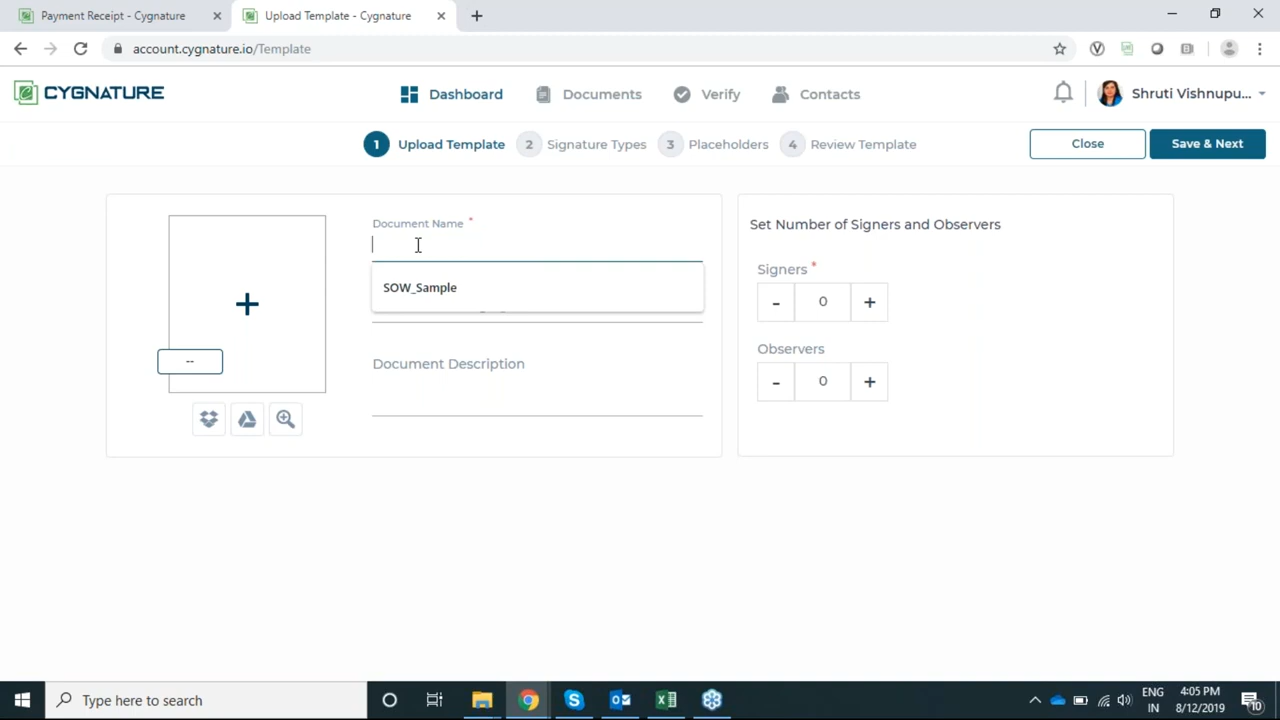 Payment Receipt - Cygnature
Upload Template - Cygnature
account.cygnature.io/Template
CYGNATURE
Dashboard
Documents
Verify
Contacts
Shruti Vishnupu...
1 Upload Template
2 Signature Types
3 Placeholders
4 Review Template
Close
Save & Next
Document Name *
SOW_Sample
--
Document Description
Set Number of Signers and Observers
Signers *
- 0 +
Observers
- 0 +
Type here to search
ENG
IN
4:05 PM
8/12/2019
10